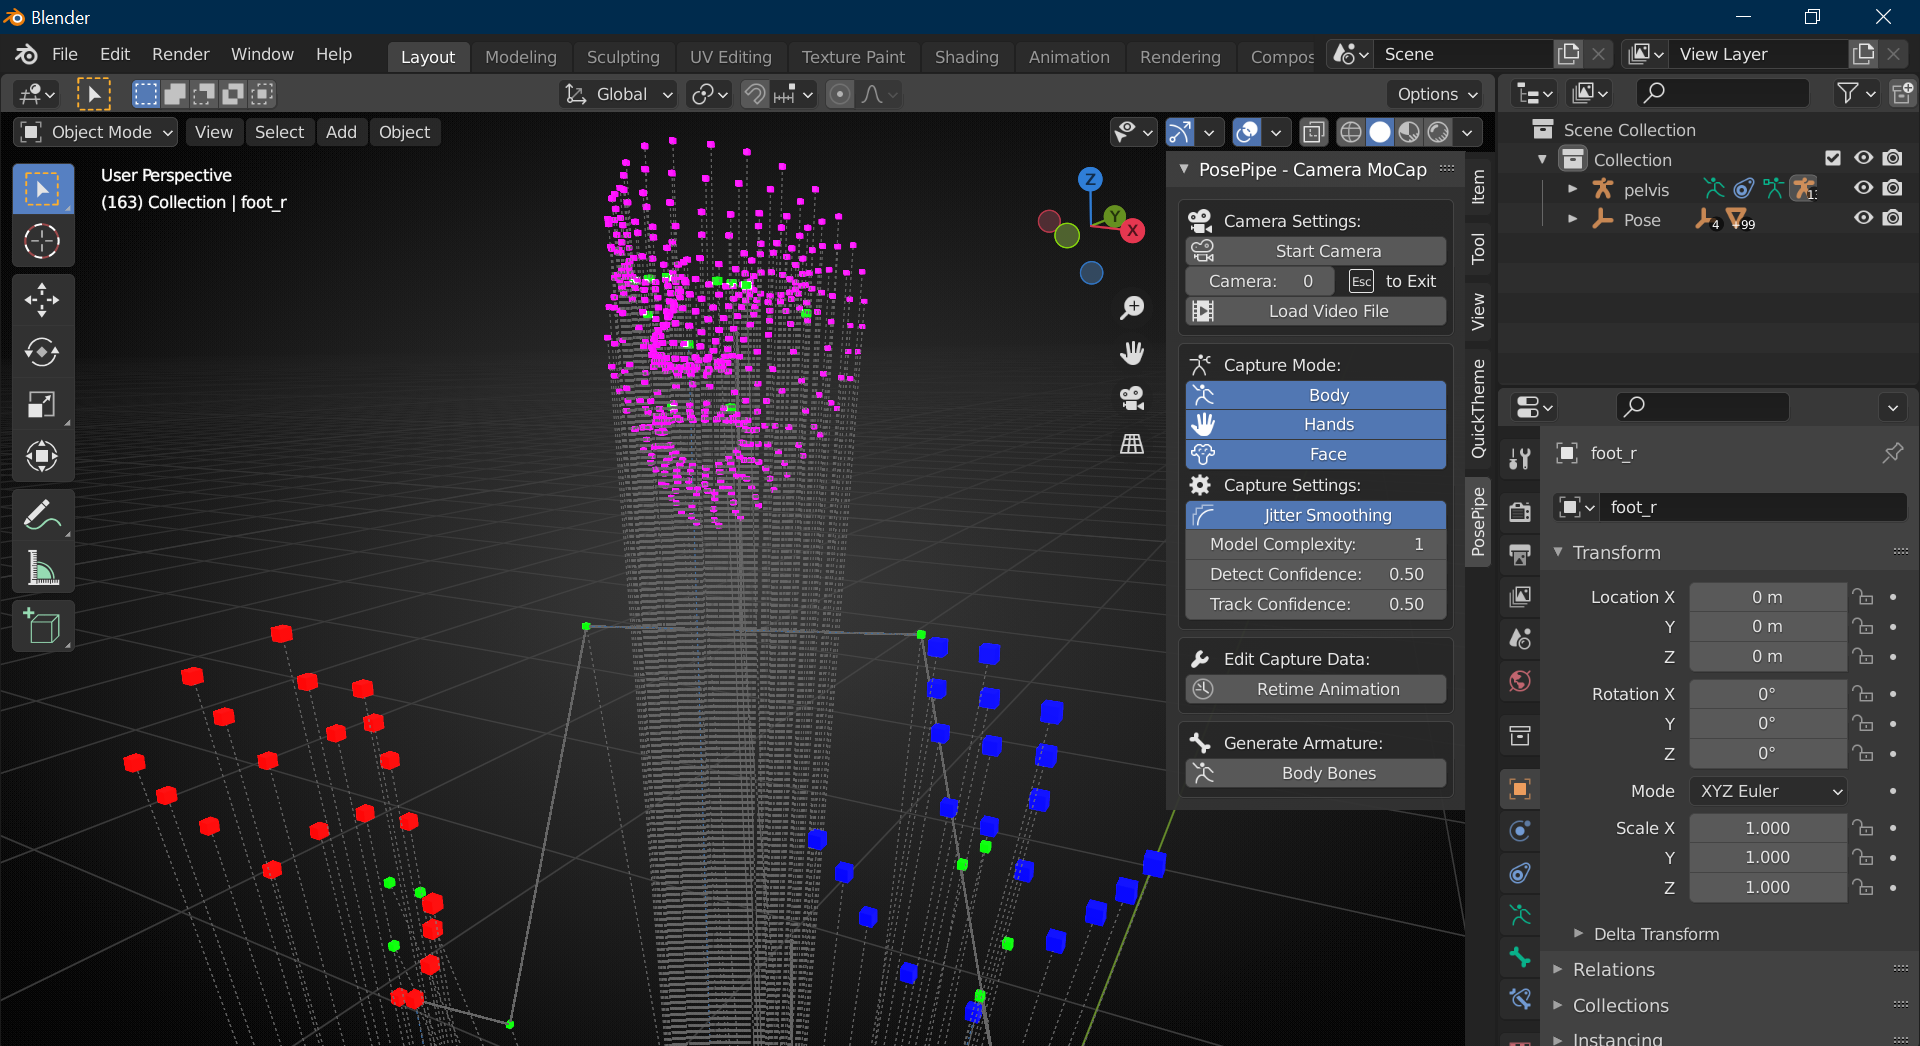 Blender
File Edit Render Window Help Layout Modeling Sculpting UV Editing Texture Paint Shading Animation Rendering Compos Scene View Layer
Global Options
Object Mode View Select Add Object
User Perspective
(163) Collection | foot_r
Z
Y
X
PosePipe - Camera MoCap
Camera Settings:
Start Camera
Camera: 0 Esc to Exit
Load Video File
Capture Mode:
Body
Hands
Face
Capture Settings:
Jitter Smoothing
Model Complexity: 1
Detect Confidence: 0.50
Track Confidence: 0.50
Edit Capture Data:
Retime Animation
Generate Armature:
Body Bones
Item
Tool
View
QuickTheme
PosePipe
Scene Collection
Collection
pelvis
Pose 4 +99
foot_r
foot_r
Transform
Location X 0 m
Y 0 m
Z 0 m
Rotation X 0°
Y 0°
Z 0°
Mode XYZ Euler
Scale X 1.000
Y 1.000
Z 1.000
Delta Transform
Relations
Collections
Instancing